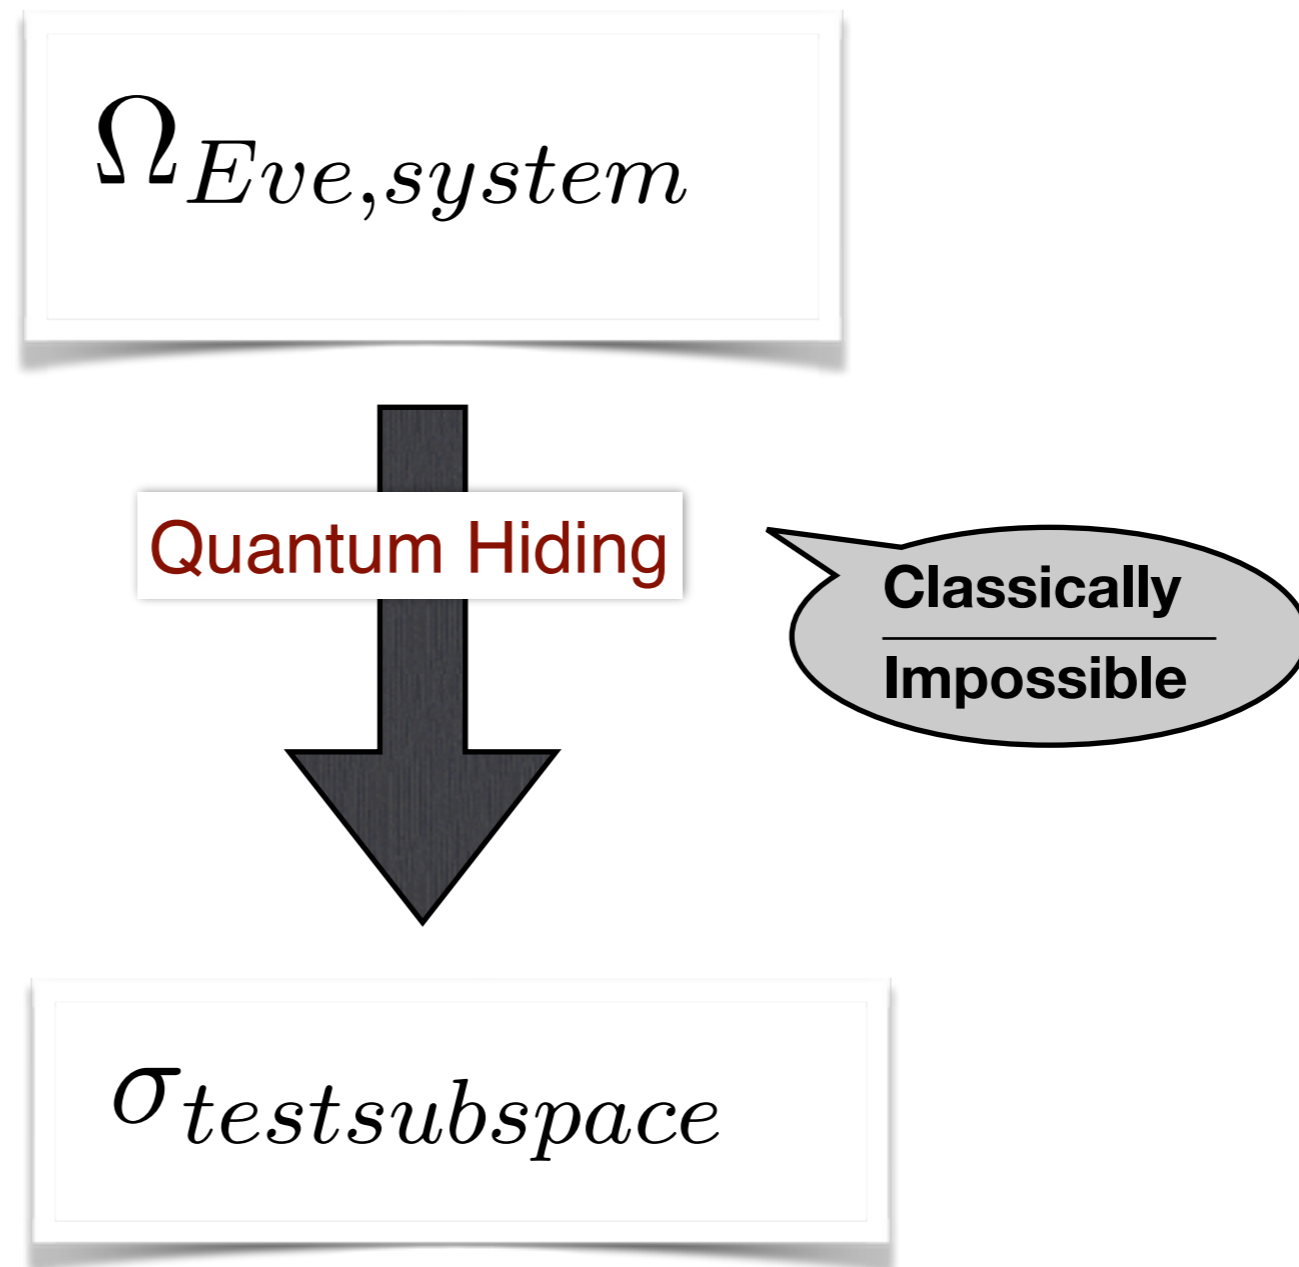 Ω_{Eve,system}
Quantum Hiding
Classically
Impossible
σ_{testsubspace}